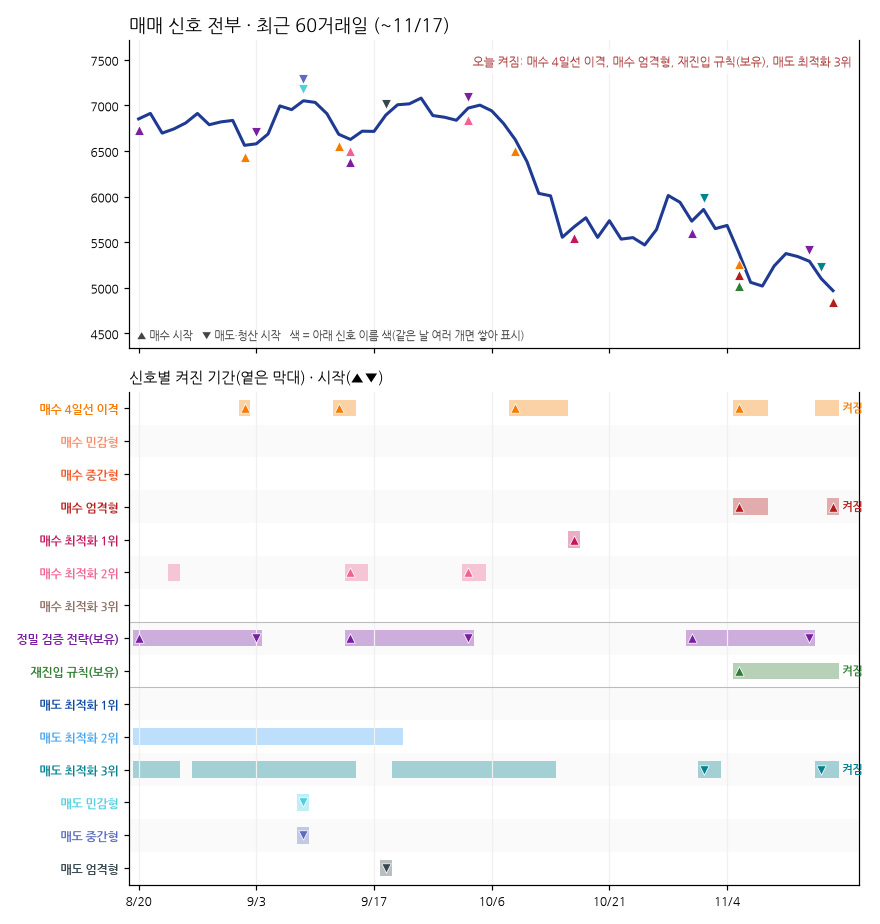 매매 신호 전부 · 최근 60거래일 (~11/17)
오늘 켜짐: 매수 4일선 이격, 매수 엄격형, 재진입 규칙(보유), 매도 최적화 3위
7500
7000
6500
6000
5500
5000
4500
▲ 매수 시작 ▼ 매도·청산 시작 색 = 아래 신호 이름 색(같은 날 여러 개면 쌓아 표시)
신호별 켜진 기간(옅은 막대) · 시작(▲▼)
매수 4일선 이격 켜짐
매수 민감형
매수 중간형
매수 엄격형 켜짐
매수 최적화 1위
매수 최적화 2위
매수 최적화 3위
정밀 검증 전략(보유)
재진입 규칙(보유) 켜짐
매도 최적화 1위
매도 최적화 2위
매도 최적화 3위 켜짐
매도 민감형
매도 중간형
매도 엄격형
8/20 9/3 9/17 10/6 10/21 11/4